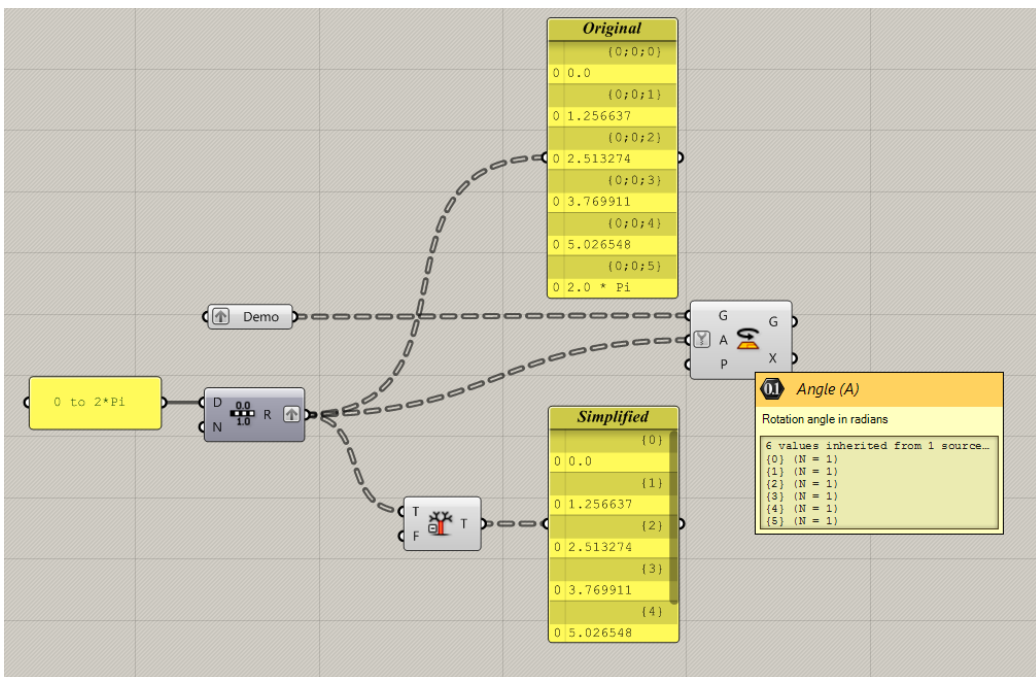 Original
{0;0;0}
0 0.0
{0;0;1}
0 1.256637
{0;0;2}
0 2.513274
{0;0;3}
0 3.769911
{0;0;4}
0 5.026548
{0;0;5}
0 2.0 * Pi
Demo
G
A
P
G
X
0 to 2*Pi
D
N
0.0
1.0
R
0.1 Angle (A)
Rotation angle in radians
6 values inherited from 1 source…
{0} (N = 1)
{1} (N = 1)
{2} (N = 1)
{3} (N = 1)
{4} (N = 1)
{5} (N = 1)
Simplified
{0}
0 0.0
{1}
0 1.256637
{2}
0 2.513274
{3}
0 3.769911
{4}
0 5.026548
T
F
T